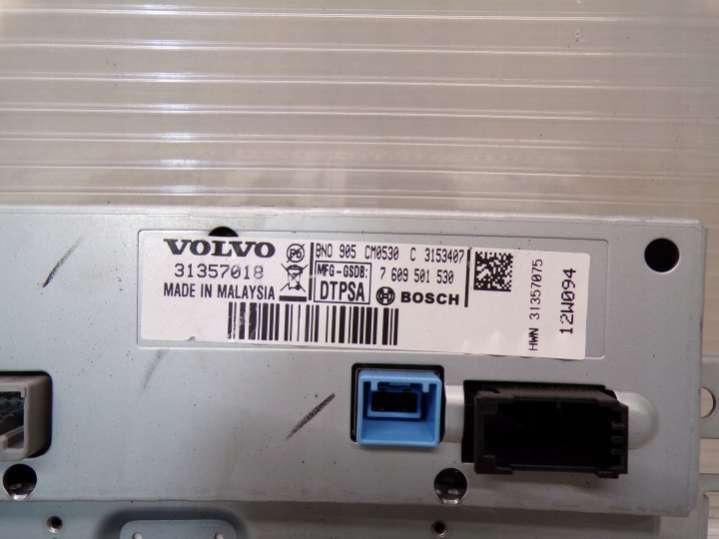 VOLVO
31357018
MADE IN MALAYSIA
BNO 905 CM0530 C 3153407
MFG-GSDB: 7 609 501 530
DTPSA BOSCH
HWN 31357075
12W094